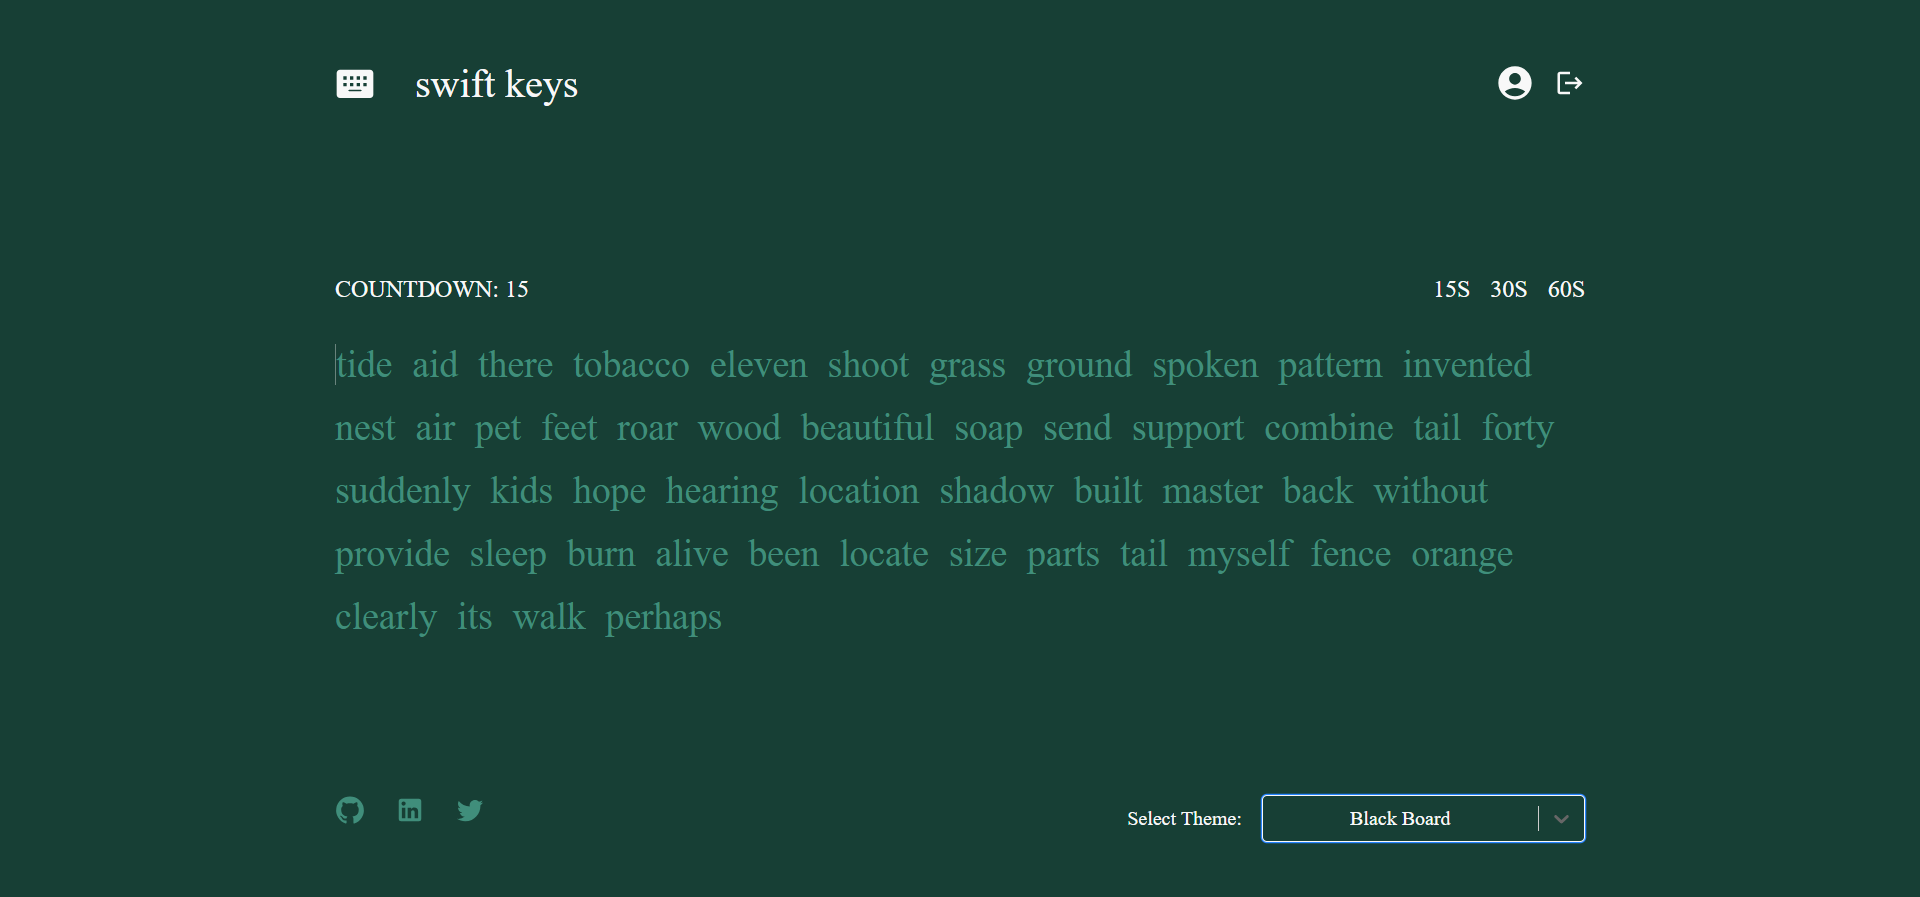 swift keys
COUNTDOWN: 15 15S 30S 60S
tide aid there tobacco eleven shoot grass ground spoken pattern invented
nest air pet feet roar wood beautiful soap send support combine tail forty
suddenly kids hope hearing location shadow built master back without
provide sleep burn alive been locate size parts tail myself fence orange
clearly its walk perhaps
Select Theme: Black Board